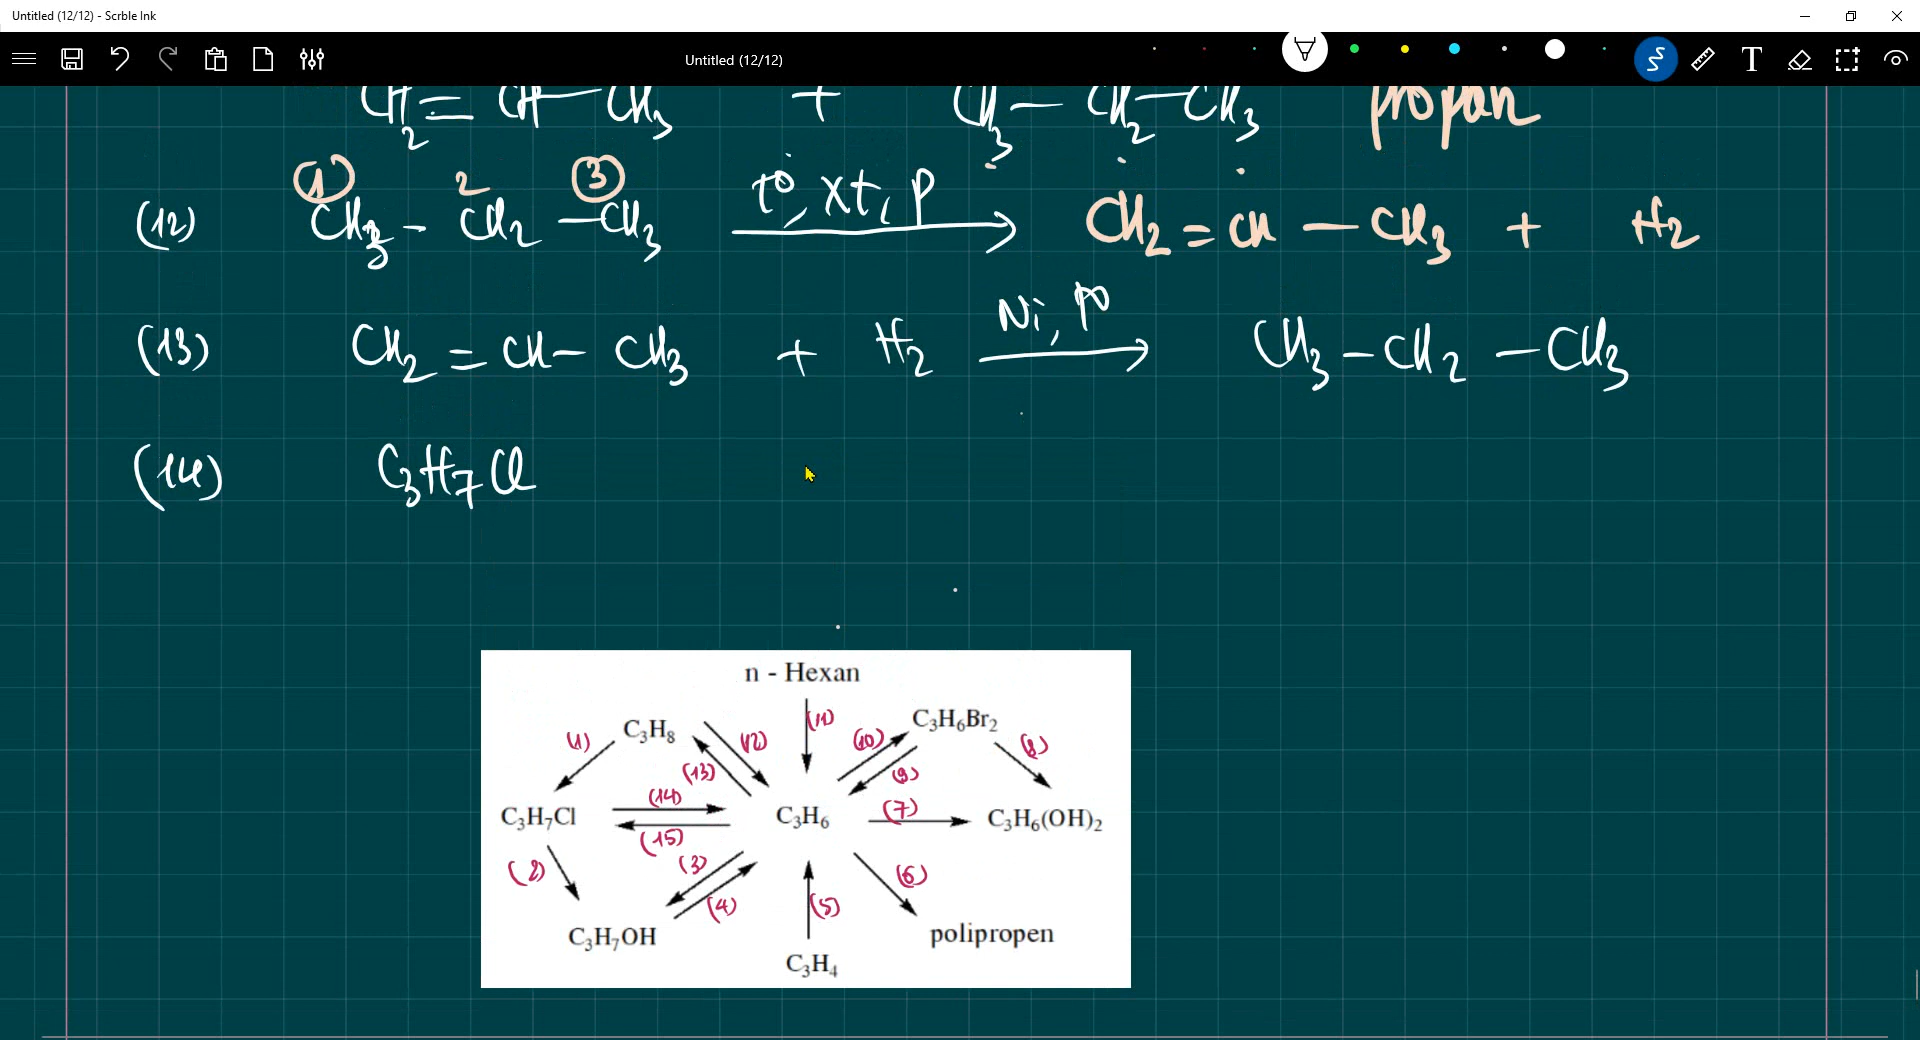 Untitled (12/12) - Scrble Ink
Untitled (12/12)
CH2 = CH — CH3 + CH3 — CH2 — CH3 propan
(1) 2 (3)
(12) CH3 - CH2 — CH3 t°, xt, p → CH2 = CH — CH3 + H2
(13) CH2 = CH — CH3 + H2 Ni, t° → CH3 — CH2 — CH3
(14) C3H7Cl
n - Hexan
C3H8 (11) C3H6Br2
(1) (12) (10) (8)
(13) (9)
(14) (7)
C3H7Cl C3H6 C3H6(OH)2
(15)
(2) (3) (6)
(4) (5)
C3H7OH polipropen
C3H4